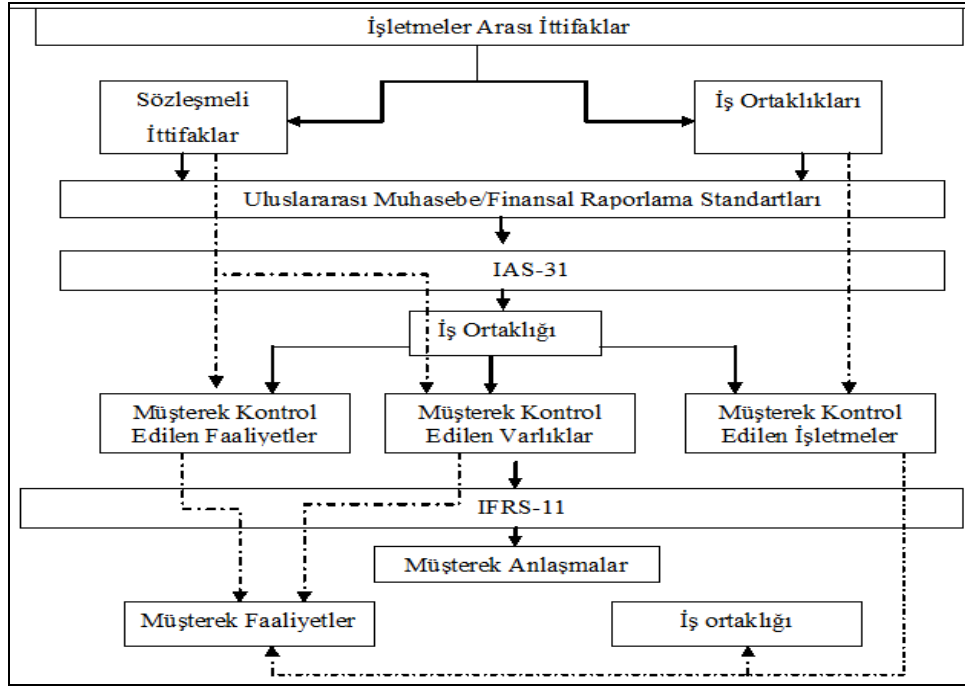 İşletmeler Arası İttifaklar
Sözleşmeli
İttifaklar
İş Ortaklıkları
Uluslararası Muhasebe/Finansal Raporlama Standartları
IAS-31
İş Ortaklığı
Müşterek Kontrol
Edilen Faaliyetler
Müşterek Kontrol
Edilen Varlıklar
Müşterek Kontrol
Edilen İşletmeler
IFRS-11
Müşterek Anlaşmalar
Müşterek Faaliyetler
İş ortaklığı